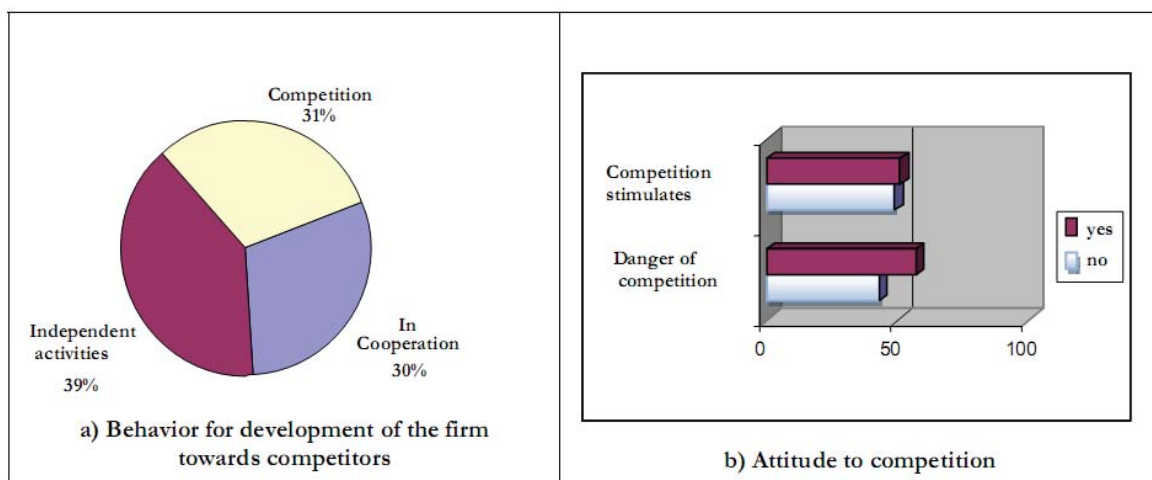 Competition
31%
Independent
activities
39%
In
Cooperation
30%
a) Behavior for development of the firm
towards competitors
Competition
stimulates
Danger of
competition
0
50
100
yes
no
b) Attitude to competition